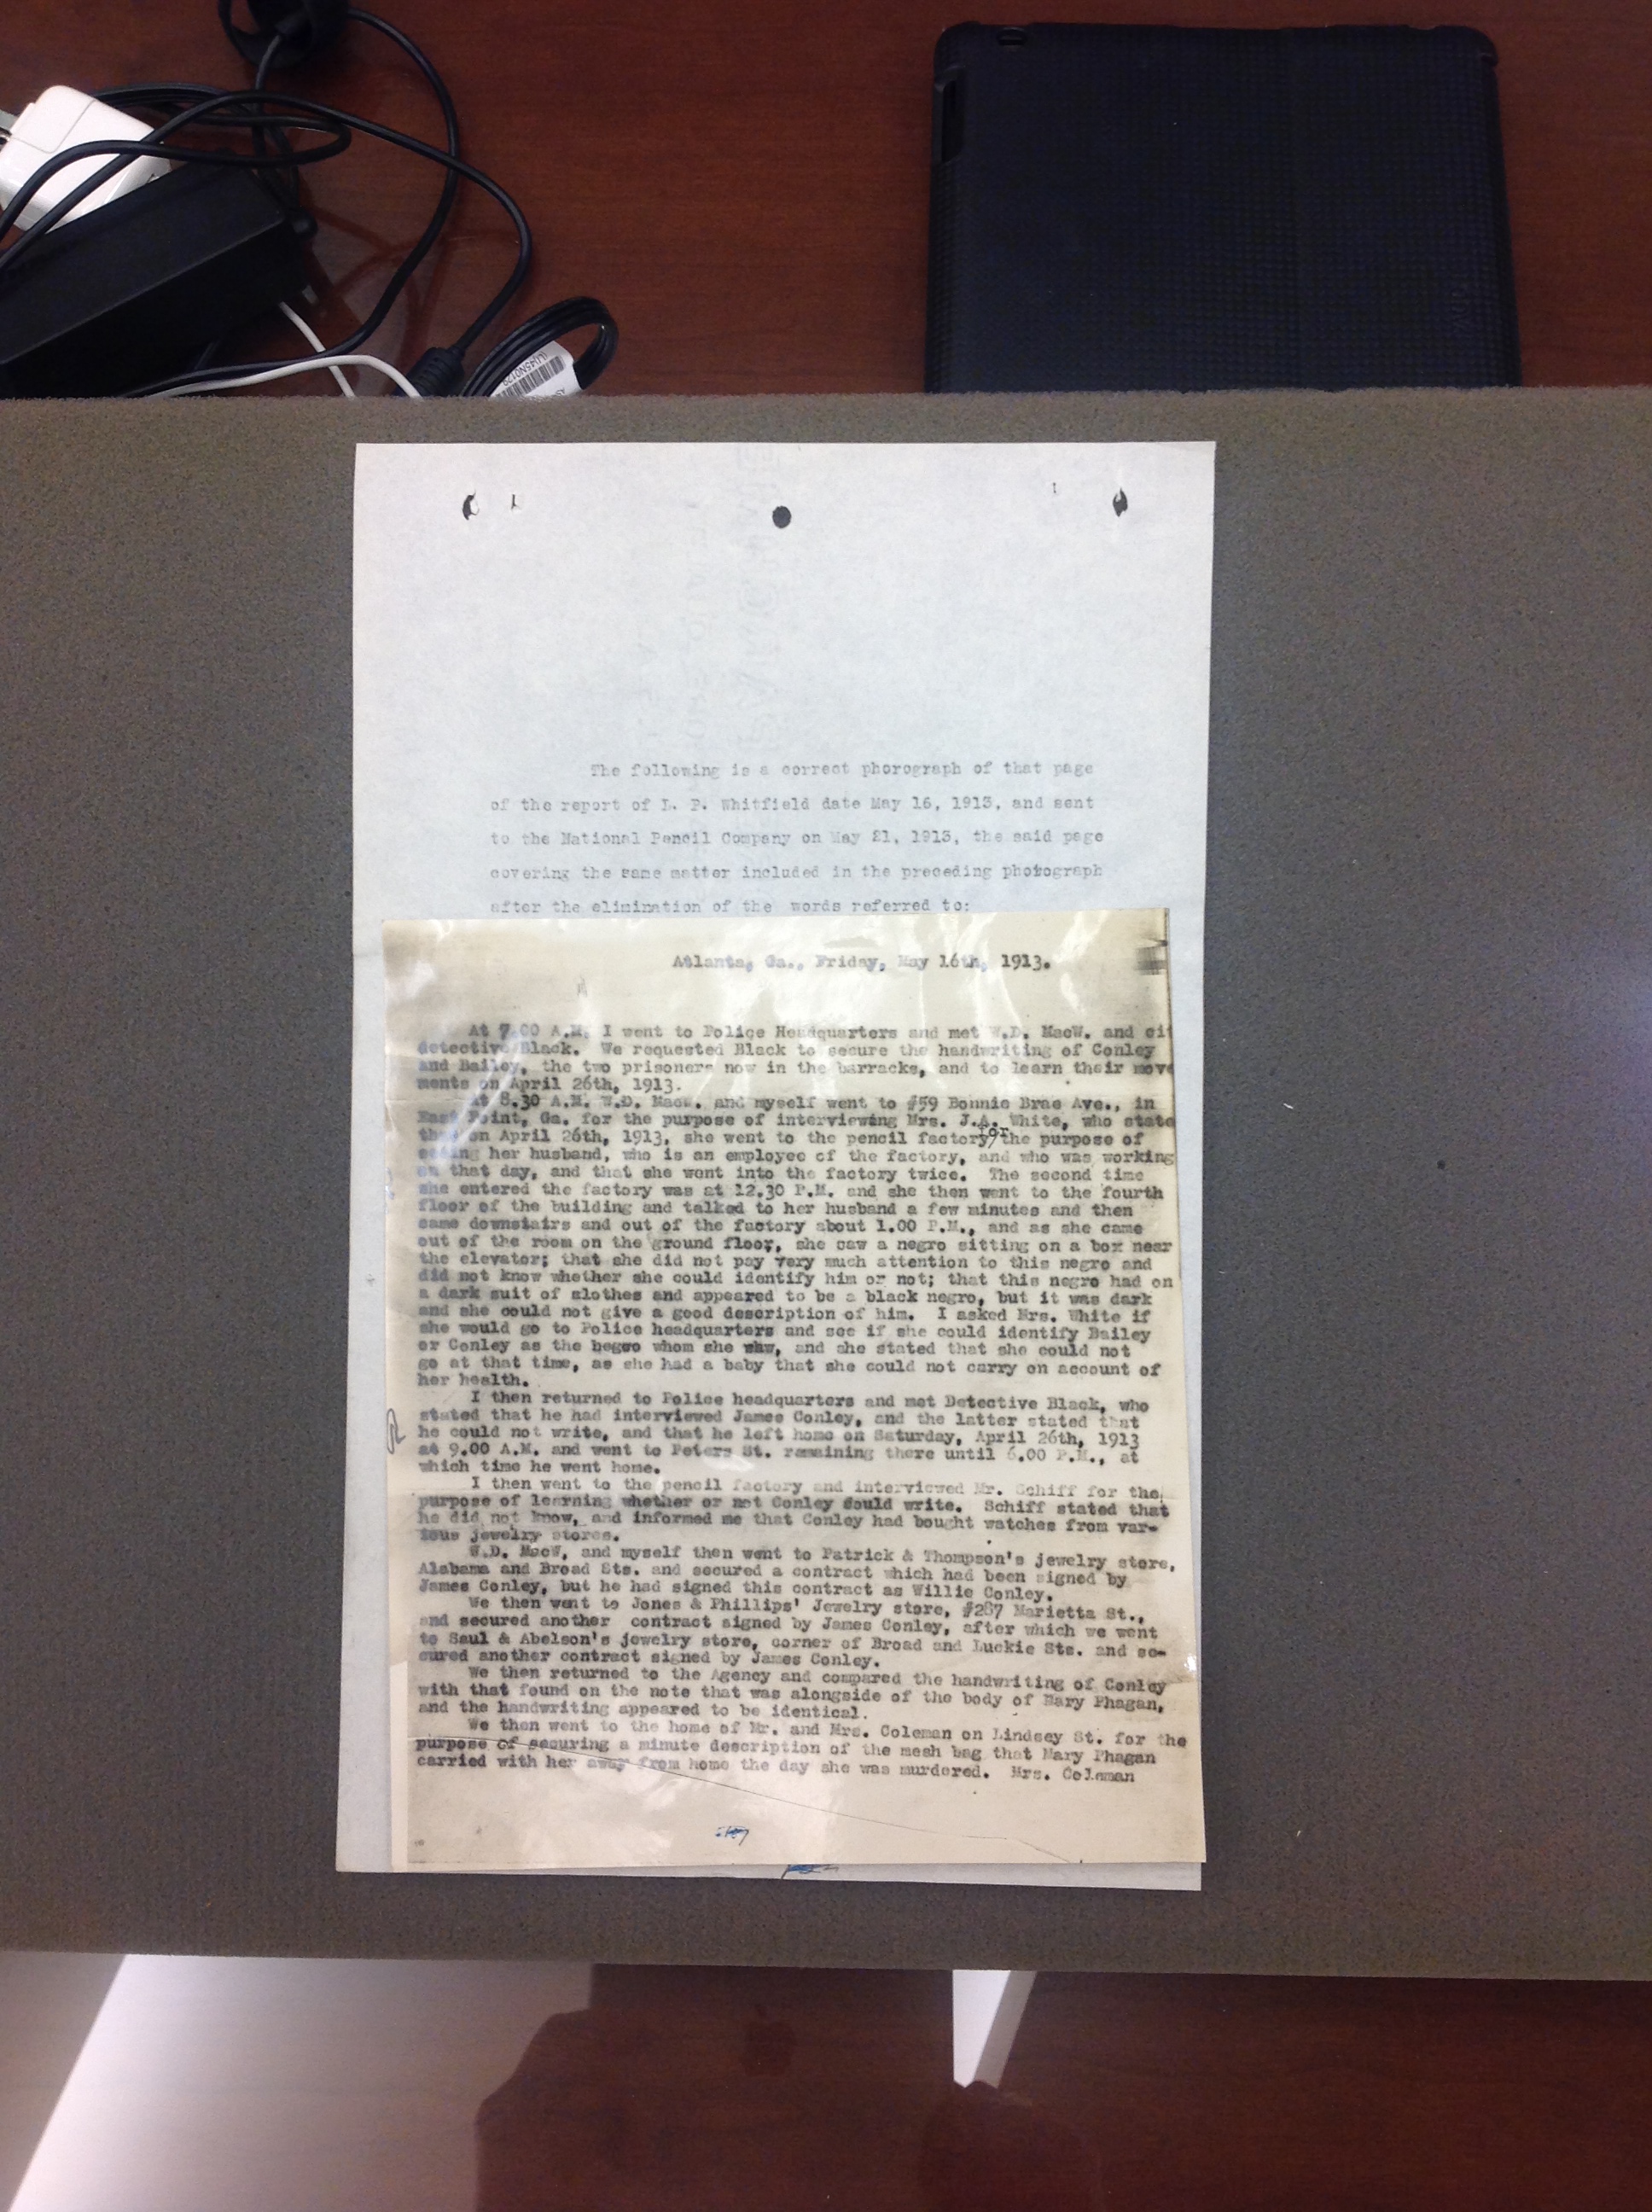 The following is a correct phorograph of that page
of the report of L. P. Whitfield date May 16, 1913, and sent
to the National Pencil Company on May 21, 1913, the said page
covering the same matter included in the preceding photograph
after the elimination of the words referred to:
Atlanta, Ga., Friday, May 16th, 1913.
At 7.00 A.M. I went to Police Headquarters and met W.D. MacW. and cit
detective Black. We requested Black to secure the handwriting of Conley
and Bailey, the two prisoners now in the barracks, and to learn their move
ments on April 26th, 1913.
At 8.30 A.M. W.D. MacW. and myself went to #59 Bonnie Brae Ave., in
East Point, Ga. for the purpose of interviewing Mrs. J.A. White, who state
that on April 26th, 1913, she went to the pencil factory for the purpose of
seeing her husband, who is an employee of the factory, and who was working
on that day, and that she went into the factory twice. The second time
she entered the factory was at 12.30 P.M. and she then went to the fourth
floor of the building and talked to her husband a few minutes and then
came downstairs and out of the factory about 1.00 P.M., and as she came
out of the room on the ground floor, she saw a negro sitting on a box near
the elevator; that she did not pay very much attention to this negro and
did not know whether she could identify him or not; that this negro had on
a dark suit of clothes and appeared to be a black negro, but it was dark
and she could not give a good description of him. I asked Mrs. White if
she would go to Police headquarters and see if she could identify Bailey
or Conley as the begro whom she saw, and she stated that she could not
go at that time, as she had a baby that she could not carry on account of
her health.
I then returned to Police headquarters and met Detective Black, who
stated that he had interviewed James Conley, and the latter stated that
he could not write, and that he left home on Saturday, April 26th, 1913
at 9.00 A.M. and went to Peters St. remaining there until 6.00 P.M., at
which time he went home.
I then went to the pencil factory and interviewed Mr. Schiff for the
purpose of learning whether or not Conley could write. Schiff stated that
he did not know, and informed me that Conley had bought watches from var-
ious jewelry stores.
W.D. MacW, and myself then went to Patrick & Thompson's jewelry store,
Alabama and Broad Sts. and secured a contract which had been signed by
James Conley, but he had signed this contract as Willie Conley.
We then went to Jones & Phillips' Jewelry store, #287 Marietta St.,
and secured another contract signed by James Conley, after which we went
to Saul & Abelson's jewelry store, corner of Broad and Luckie Sts. and se-
cured another contract signed by James Conley.
We then returned to the Agency and compared the handwriting of Conley
with that found on the note that was alongside of the body of Mary Phagan,
and the handwriting appeared to be identical.
We then went to the home of Mr. and Mrs. Coleman on Lindsey St. for the
purpose of securing a minute description of the mesh bag that Mary Phagan
carried with her away from home the day she was murdered. Mrs. Coleman